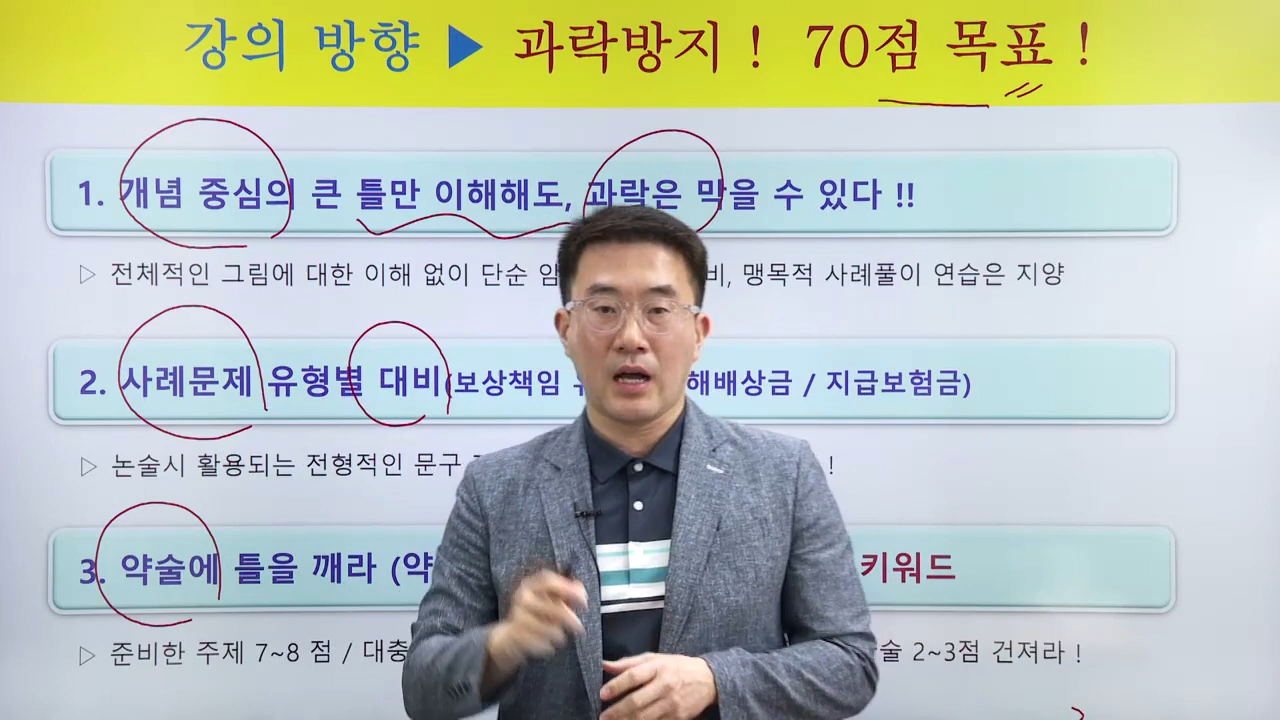 강의 방향 ▶ 과락방지 ! 70점 목표 !
1. 개념 중심의 큰 틀만 이해해도, 과락은 막을 수 있다 !!
▷ 전체적인 그림에 대한 이해 없이 단순 암 비, 맹목적 사례풀이 연습은 지양
2. 사례문제 유형별 대비(보상책임 해배상금 / 지급보험금)
▷ 논술시 활용되는 전형적인 문구 !
3. 약술에 틀을 깨라 (약 키워드
▷ 준비한 주제 7~8 점 / 대충 2~3점 건져라 !